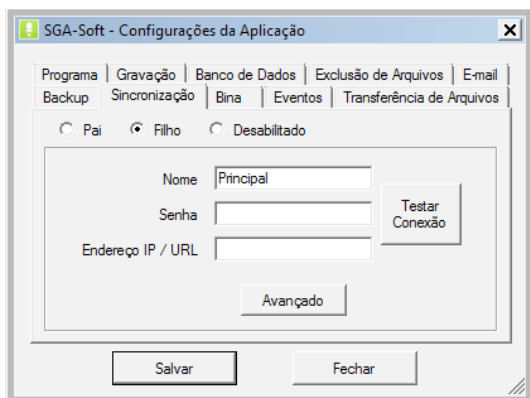 SGA-Soft - Configurações da Aplicação
Programa Gravação Banco de Dados Exclusão de Arquivos E-mail
Backup Sincronização Bina Eventos Transferência de Arquivos
Pai Filho Desabilitado
Nome Principal
Senha
Testar
Conexão
Endereço IP / URL
Avançado
Salvar Fechar